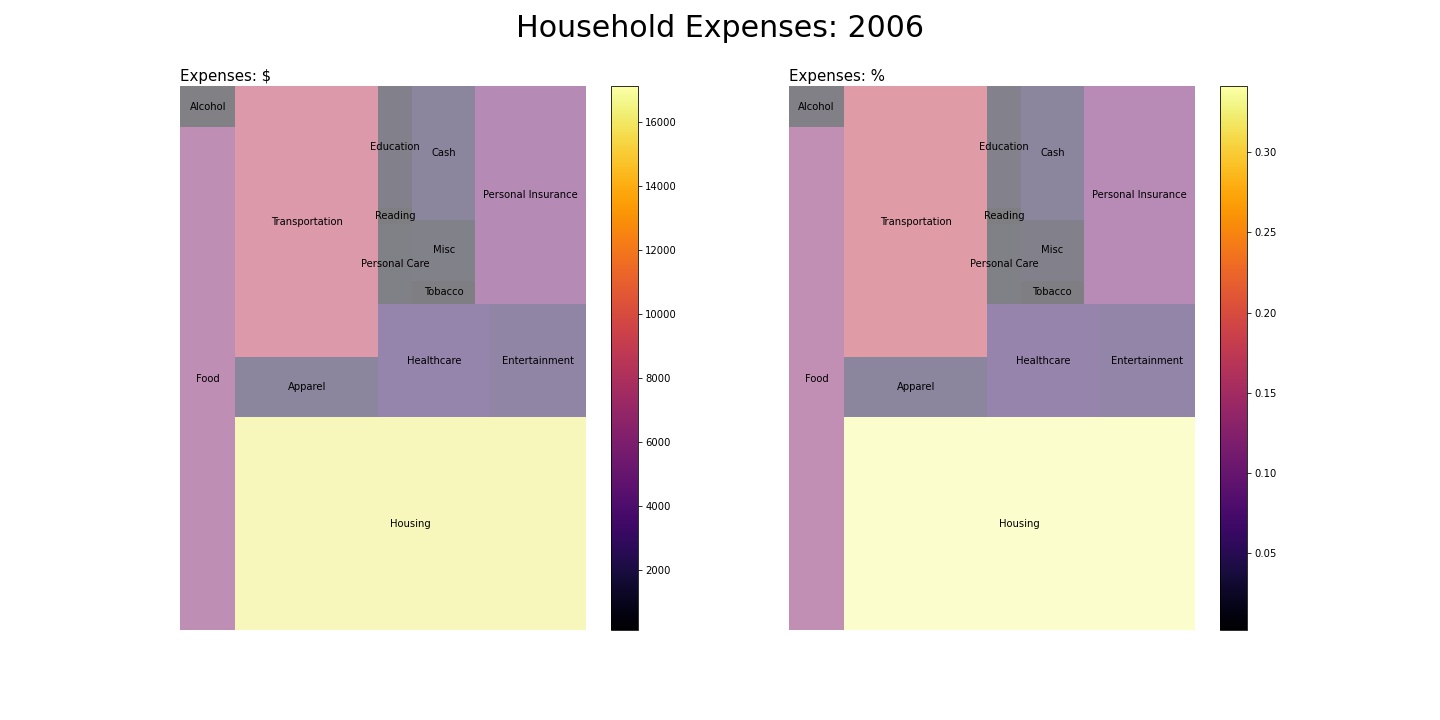 Household Expenses: 2006
Expenses: $
Alcohol
Transportation
Education
Cash
Personal Insurance
Reading
Misc
Personal Care
Tobacco
Food
Healthcare
Entertainment
Apparel
Housing
16000
14000
12000
10000
8000
6000
4000
2000
Expenses: %
Alcohol
Transportation
Education
Cash
Personal Insurance
Reading
Misc
Personal Care
Tobacco
Food
Healthcare
Entertainment
Apparel
Housing
0.30
0.25
0.20
0.15
0.10
0.05